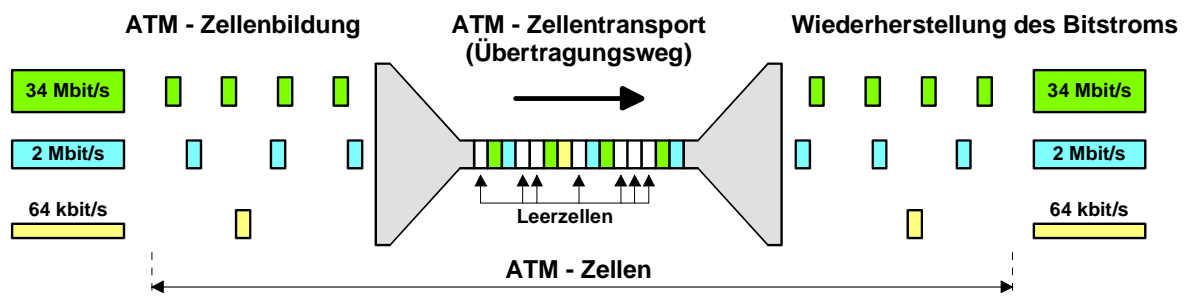 ATM - Zellenbildung
ATM - Zellentransport
(Übertragungsweg)
Wiederherstellung des Bitstroms
34 Mbit/s
34 Mbit/s
2 Mbit/s
2 Mbit/s
64 kbit/s
Leerzellen
64 kbit/s
ATM - Zellen